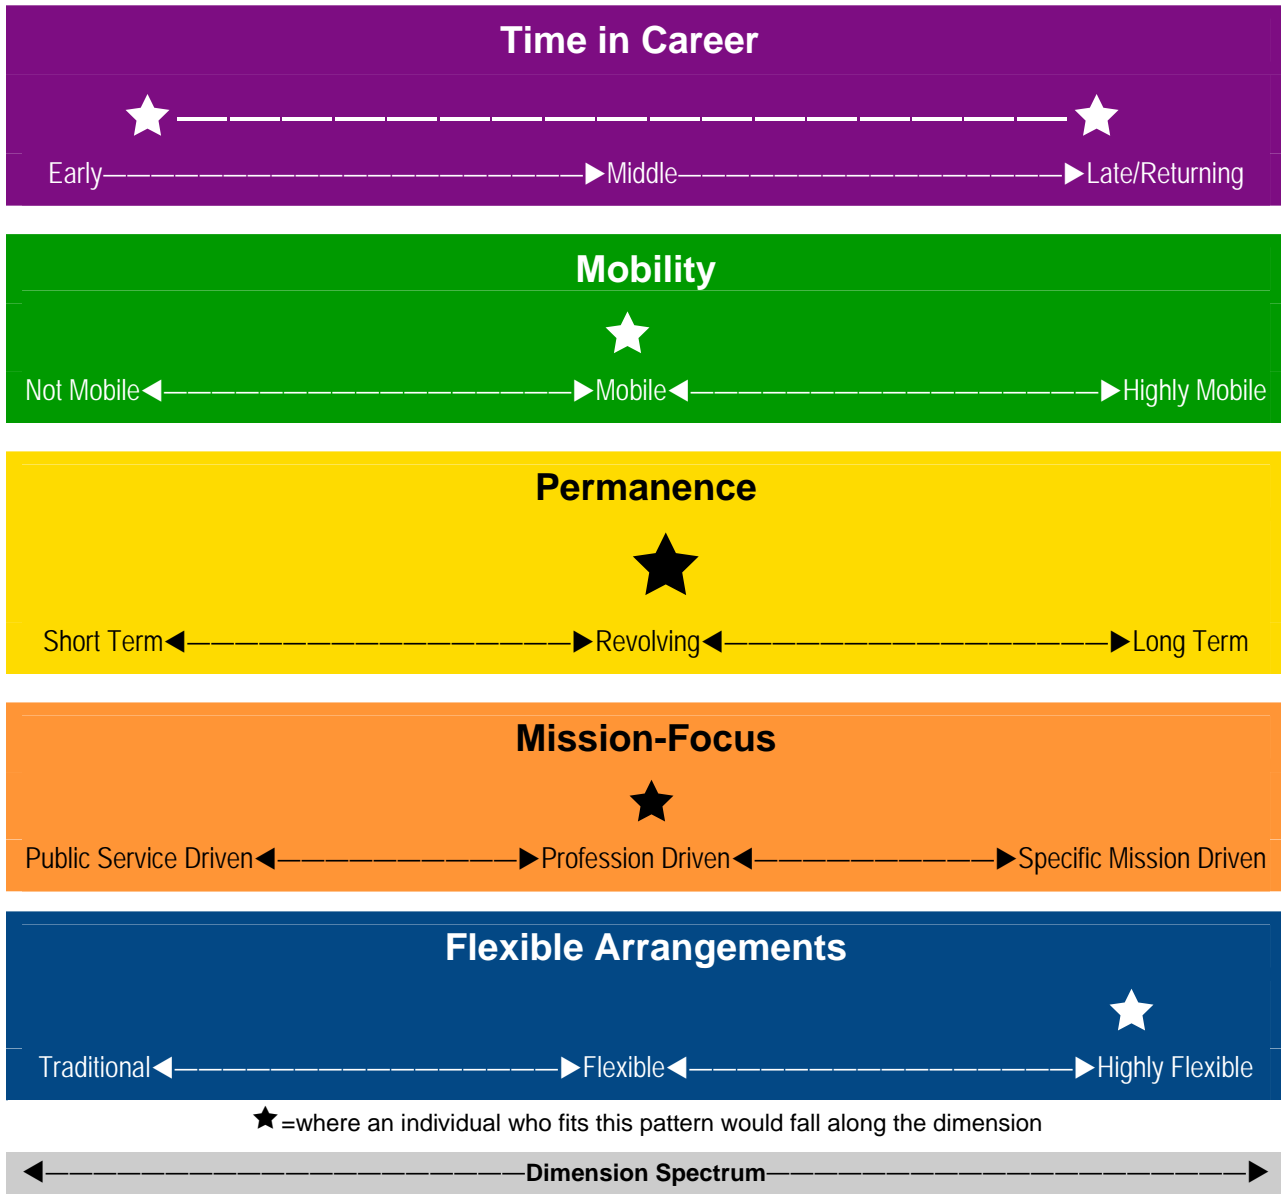 Time in Career
Early Middle Late/Returning
Mobility
Not Mobile Mobile Highly Mobile
Permanence
Short Term Revolving Long Term
Mission-Focus
Public Service Driven Profession Driven Specific Mission Driven
Flexible Arrangements
Traditional Flexible Highly Flexible
★=where an individual who fits this pattern would fall along the dimension
Dimension Spectrum